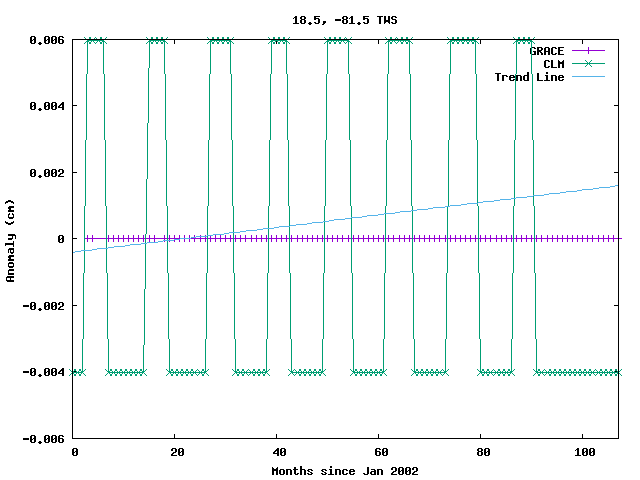 18.5, -81.5 TWS
GRACE
CLM
Trend Line
0.006
0.004
0.002
0
-0.002
-0.004
-0.006
Anomaly (cm)
0 20 40 60 80 100
Months since Jan 2002